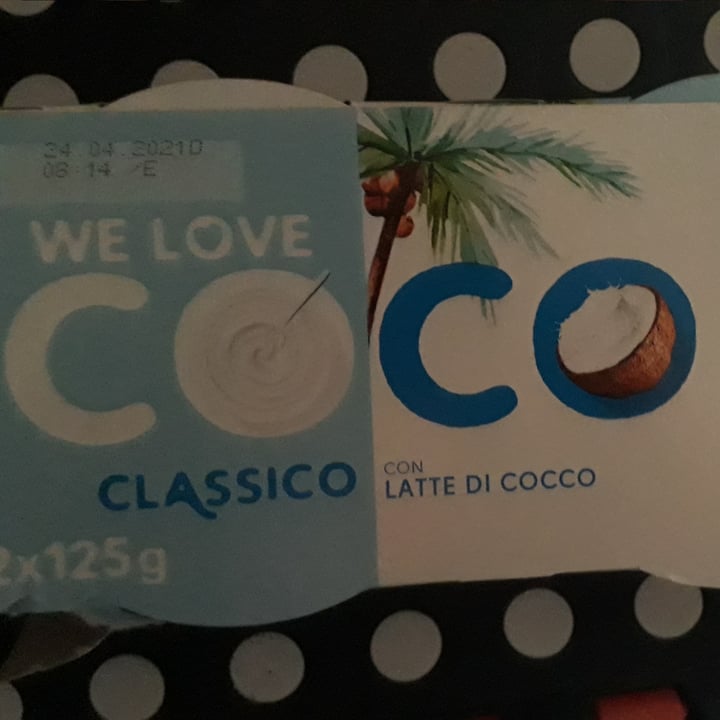 24.04.2021D
08:14 /E
WE LOVE
COCO
CLASSICO
CON
LATTE DI COCCO
2x125g